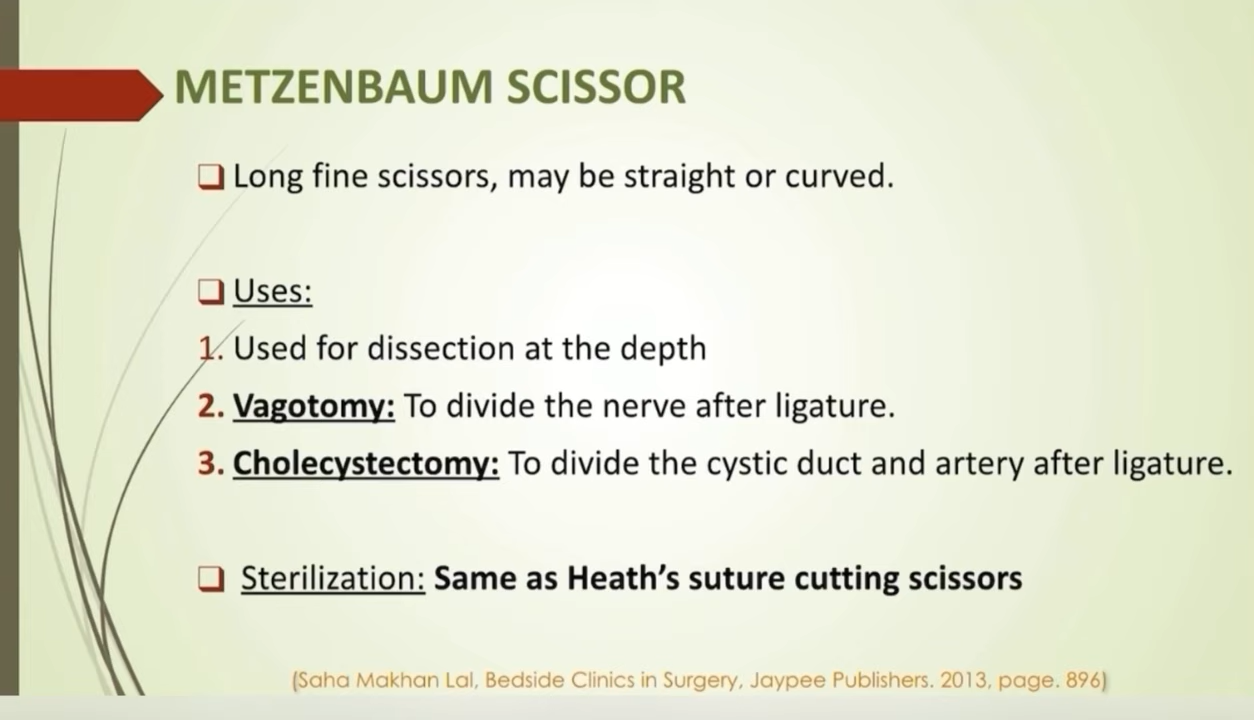 METZENBAUM SCISSOR
❑ Long fine scissors, may be straight or curved.
❑ Uses:
1. Used for dissection at the depth
2. Vagotomy: To divide the nerve after ligature.
3. Cholecystectomy: To divide the cystic duct and artery after ligature.
❑ Sterilization: Same as Heath’s suture cutting scissors
(Saha Makhan Lal, Bedside Clinics in Surgery, Jaypee Publishers. 2013, page. 896)